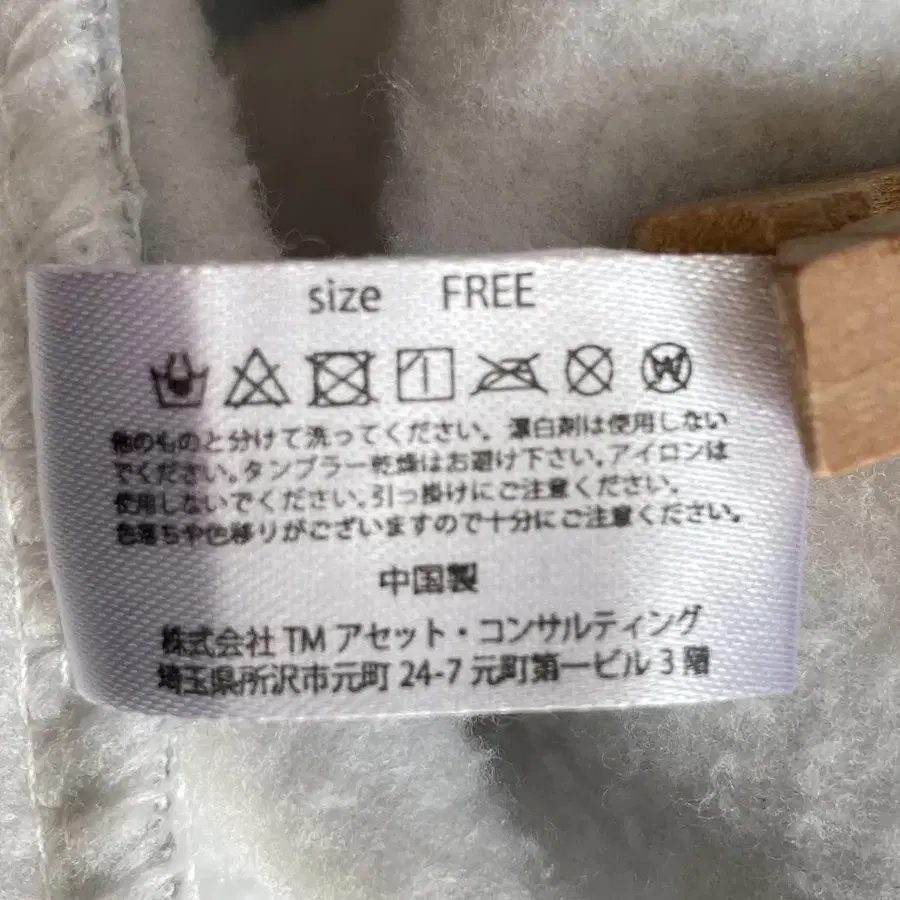 size FREE
W
他のものと分けて洗ってください。漂白剤は使用しない
でください。タンブラー乾燥はお避け下さい。アイロンは
使用しないでください。引っ掛けにご注意ください。
色落ちや色移りがございますので十分にご注意ください。
中国製
株式会社 TM アセット・コンサルティング
埼玉県所沢市元町 24-7 元町第一ビル 3 階